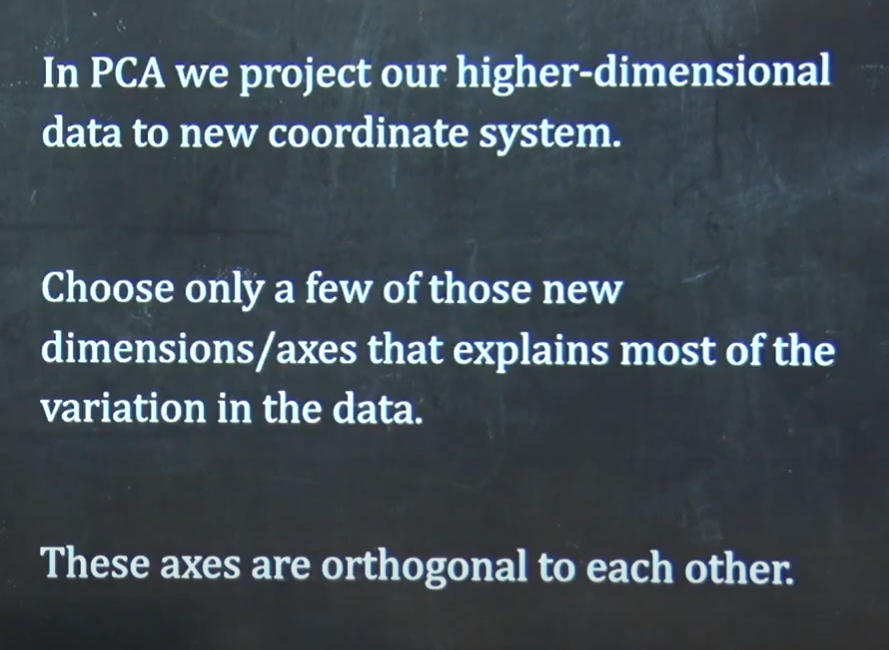 In PCA we project our higher-dimensional
data to new coordinate system.
Choose only a few of those new
dimensions/axes that explains most of the
variation in the data.
These axes are orthogonal to each other.